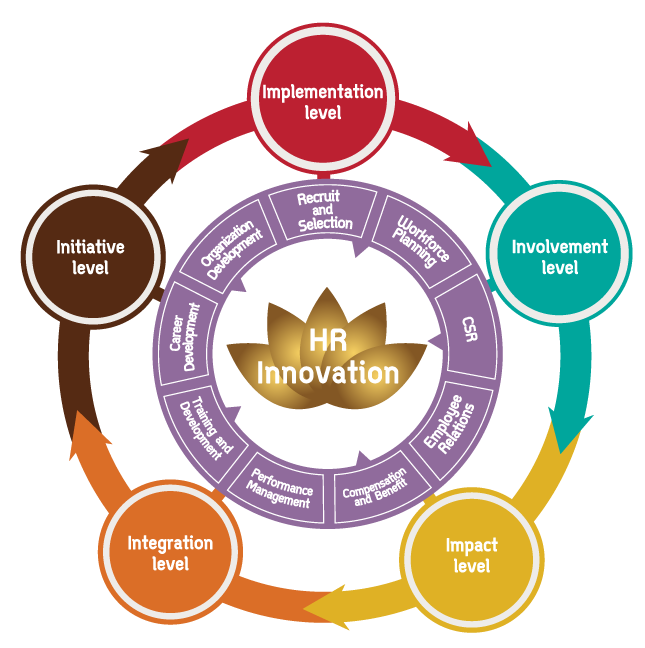 Implementation
level
Involvement
level
Impact
level
Integration
level
Initiative
level
Recruit
and
Selection
Workforce
Planning
CSR
Employee
Relations
Compensation
and Benefit
Performance
Management
Training and
Development
Career
Development
Organization
Development
HR
Innovation